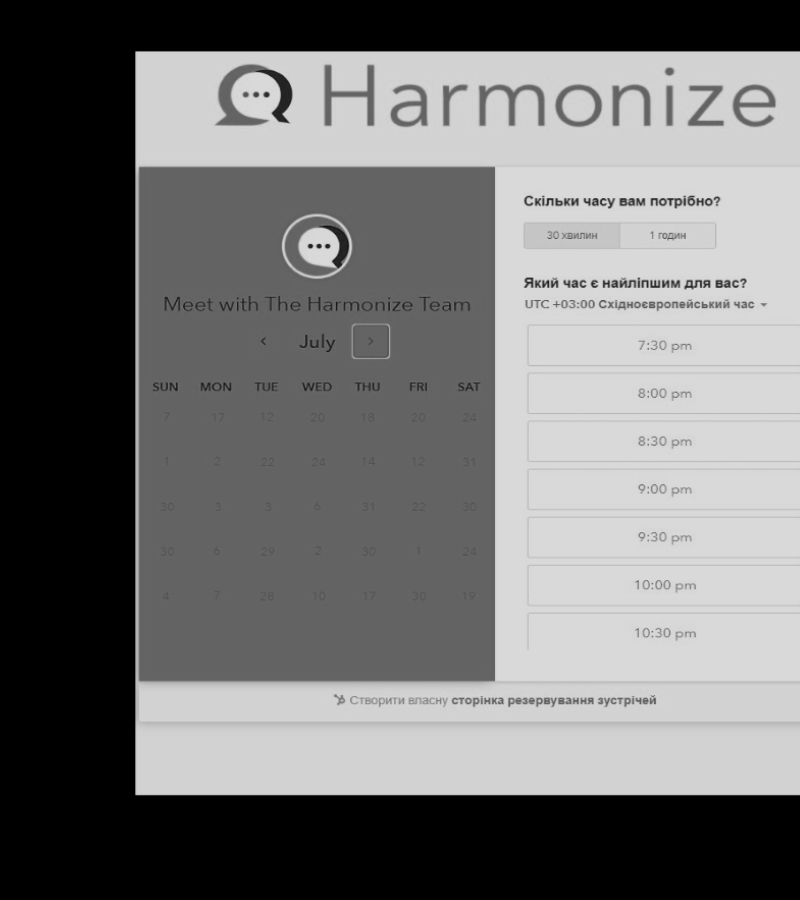 Harmonize
Meet with The Harmonize Team
July
SUN MON TUE WED THU FRI SAT
7 17 12 20 18 20 24
1 2 22 24 14 12 31
30 3 3 6 31 22 30
30 6 29 2 30 1 24
4 7 28 10 17 30 19
Скільки часу вам потрібно?
30 хвилин 1 годин
Який час є найліпшим для вас?
UTC +03:00 Східноєвропейський час
7:30 pm
8:00 pm
8:30 pm
9:00 pm
9:30 pm
10:00 pm
10:30 pm
Створити власну сторінка резервування зустрічей